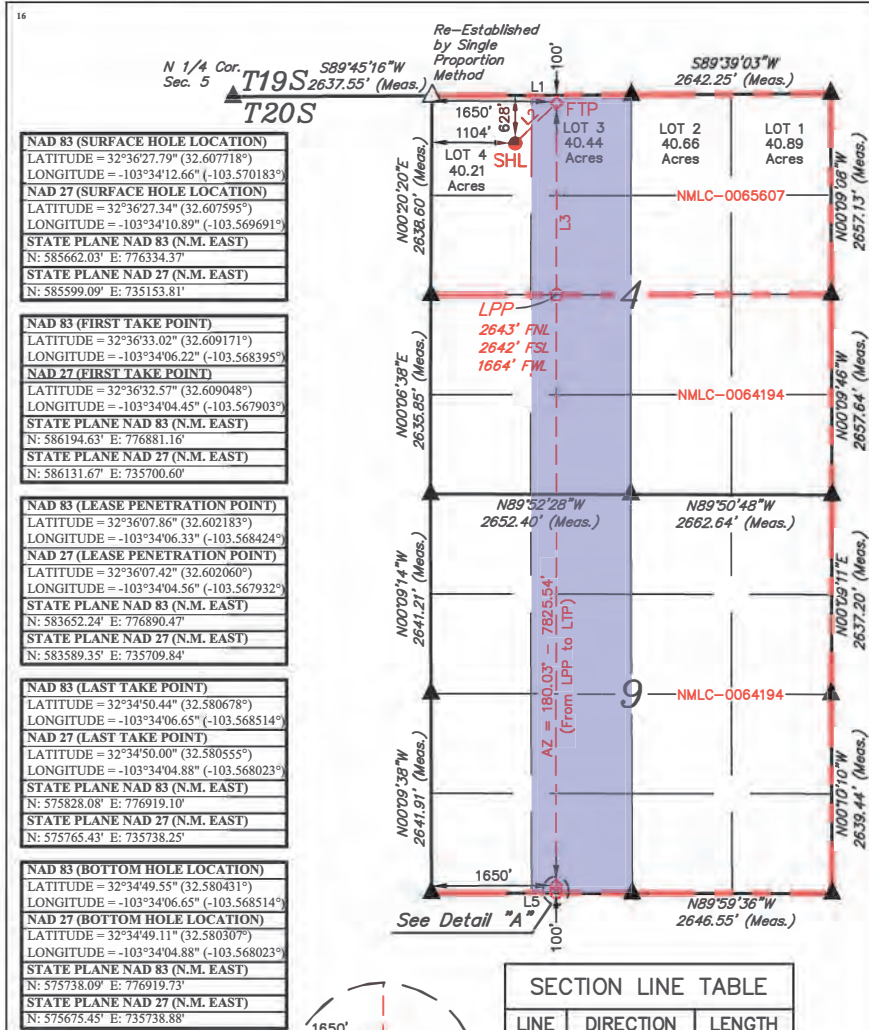 16
Re-Established
by Single
Proportion
Method
N 1/4 Cor.
Sec. 5
T19S
T20S
S89°45'16"W
2637.55' (Meas.)
100'
S89°39'03"W
2642.25' (Meas.)
L1
1650'
628'
L2
FTP
1104'
SHL
LOT 4
40.21
Acres
LOT 3
40.44
Acres
LOT 2
40.66
Acres
LOT 1
40.89
Acres
N00°20'20"E
2638.60' (Meas.)
L3
NMLC-0065607
N00°09'08"W
2657.13' (Meas.)
LPP
2643' FNL
2642' FSL
1664' FWL
4
N00°06'38"E
2635.85' (Meas.)
NMLC-0064194
N00°09'46"W
2657.64' (Meas.)
N89°52'28"W
2652.40' (Meas.)
N89°50'48"W
2662.64' (Meas.)
N00°09'14"W
2641.21' (Meas.)
N00°09'11"E
2637.20' (Meas.)
AZ = 180.03° - 7825.54'
(From LPP to LTP)
9
NMLC-0064194
N00°09'38"W
2641.91' (Meas.)
N00°10'10"W
2639.44' (Meas.)
1650'
L5
See Detail "A"
100'
N89°59'36"W
2646.55' (Meas.)
NAD 83 (SURFACE HOLE LOCATION)
LATITUDE = 32°36'27.79" (32.607718°)
LONGITUDE = -103°34'12.66" (-103.570183°)
NAD 27 (SURFACE HOLE LOCATION)
LATITUDE = 32°36'27.34" (32.607595°)
LONGITUDE = -103°34'10.89" (-103.569691°)
STATE PLANE NAD 83 (N.M. EAST)
N: 585662.03' E: 776334.37'
STATE PLANE NAD 27 (N.M. EAST)
N: 585599.09' E: 735153.81'
NAD 83 (FIRST TAKE POINT)
LATITUDE = 32°36'33.02" (32.609171°)
LONGITUDE = -103°34'06.22" (-103.568395°)
NAD 27 (FIRST TAKE POINT)
LATITUDE = 32°36'32.57" (32.609048°)
LONGITUDE = -103°34'04.45" (-103.567903°)
STATE PLANE NAD 83 (N.M. EAST)
N: 586194.63' E: 776881.16'
STATE PLANE NAD 27 (N.M. EAST)
N: 586131.67' E: 735700.60'
NAD 83 (LEASE PENETRATION POINT)
LATITUDE = 32°36'07.86" (32.602183°)
LONGITUDE = -103°34'06.33" (-103.568424°)
NAD 27 (LEASE PENETRATION POINT)
LATITUDE = 32°36'07.42" (32.602060°)
LONGITUDE = -103°34'04.56" (-103.567932°)
STATE PLANE NAD 83 (N.M. EAST)
N: 583652.24' E: 776890.47'
STATE PLANE NAD 27 (N.M. EAST)
N: 583589.35' E: 735709.84'
NAD 83 (LAST TAKE POINT)
LATITUDE = 32°34'50.44" (32.580678°)
LONGITUDE = -103°34'06.65" (-103.568514°)
NAD 27 (LAST TAKE POINT)
LATITUDE = 32°34'50.00" (32.580555°)
LONGITUDE = -103°34'04.88" (-103.568023°)
STATE PLANE NAD 83 (N.M. EAST)
N: 575828.08' E: 776919.10'
STATE PLANE NAD 27 (N.M. EAST)
N: 575765.43' E: 735738.25'
NAD 83 (BOTTOM HOLE LOCATION)
LATITUDE = 32°34'49.55" (32.580431°)
LONGITUDE = -103°34'06.65" (-103.568514°)
NAD 27 (BOTTOM HOLE LOCATION)
LATITUDE = 32°34'49.11" (32.580307°)
LONGITUDE = -103°34'04.88" (-103.568023°)
STATE PLANE NAD 83 (N.M. EAST)
N: 575738.09' E: 776919.73'
STATE PLANE NAD 27 (N.M. EAST)
N: 575675.45' E: 735738.88'
1650'
SECTION LINE TABLE
LINE DIRECTION LENGTH